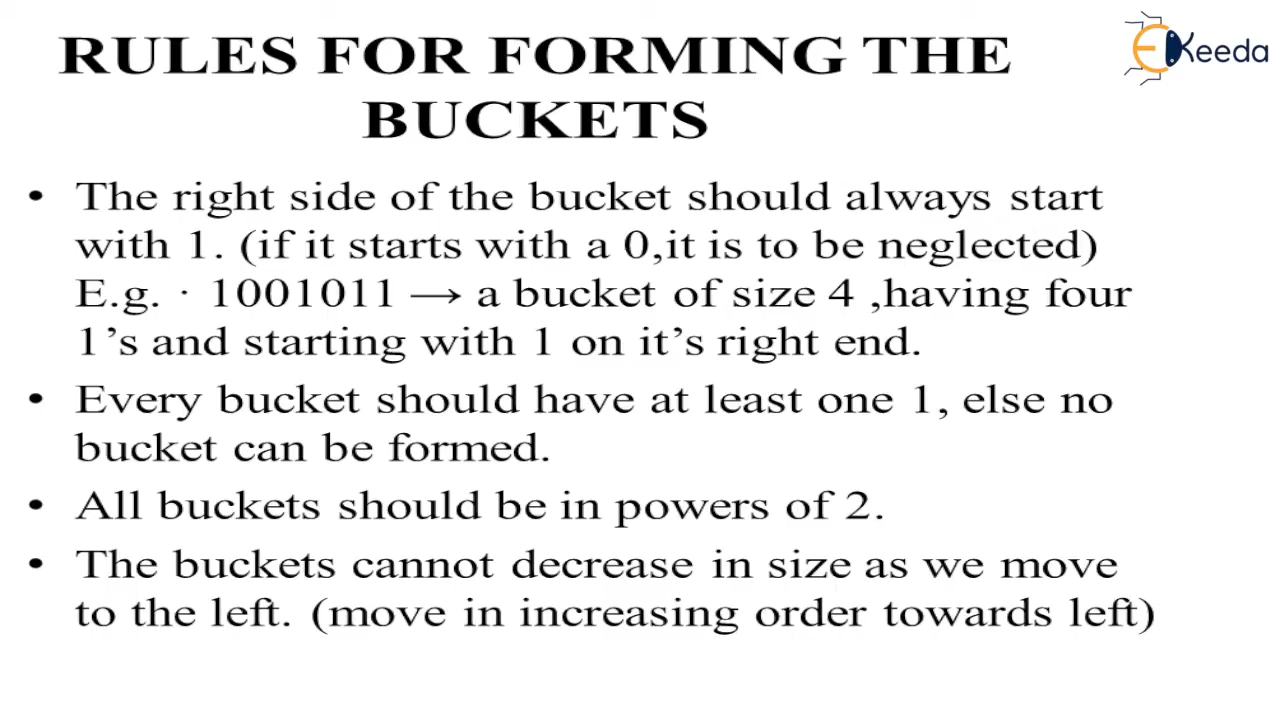 RULES FOR FORMING THE
BUCKETS
EKeeda
• The right side of the bucket should always start
with 1. (if it starts with a 0,it is to be neglected)
E.g. · 1001011 → a bucket of size 4 ,having four
1’s and starting with 1 on it’s right end.
• Every bucket should have at least one 1, else no
bucket can be formed.
• All buckets should be in powers of 2.
• The buckets cannot decrease in size as we move
to the left. (move in increasing order towards left)